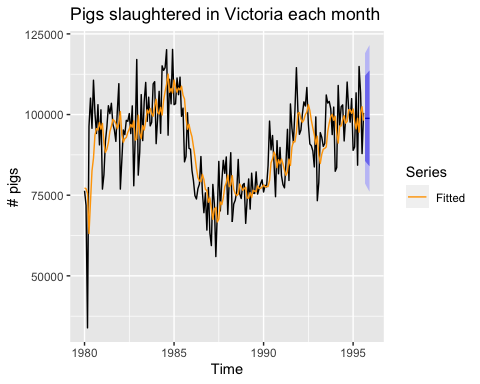 Pigs slaughtered in Victoria each month
125000
100000
75000
50000
# pigs
1980
1985
1990
1995
Time
Series
Fitted